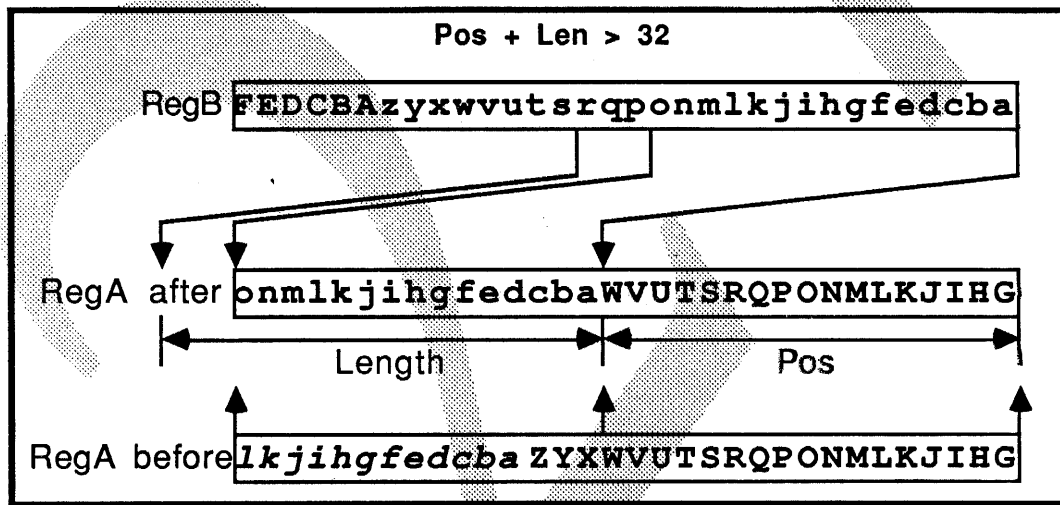 Pos + Len > 32
RegB FEDCBAzyxwvutsrqponmlkjihgfedcba
RegA after onmlkjihgfedcbaWVUTSRQPONMLKJIHG
Length Pos
RegA before lkjihgfedcba ZYXWVUTSRQPONMLKJIHG